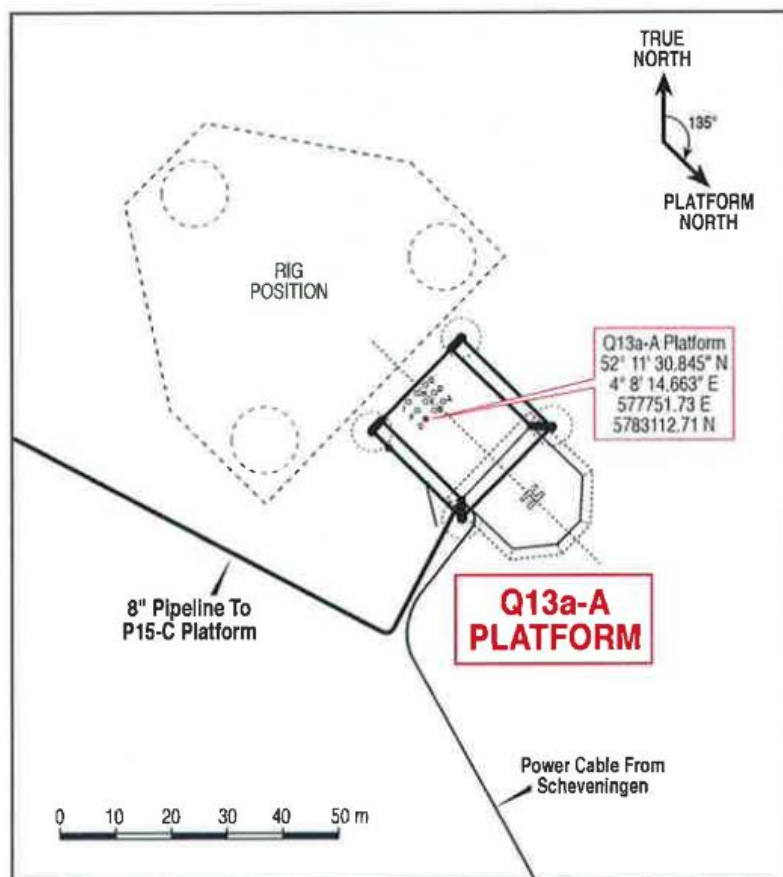 TRUE
NORTH
135°
PLATFORM
NORTH
RIG
POSITION
Q13a-A Platform
52° 11' 30.845" N
4° 8' 14.663" E
577751.73 E
5783112.71 N
H
8" Pipeline To
P15-C Platform
Q13a-A
PLATFORM
Power Cable From
Scheveningen
0 10 20 30 40 50 m